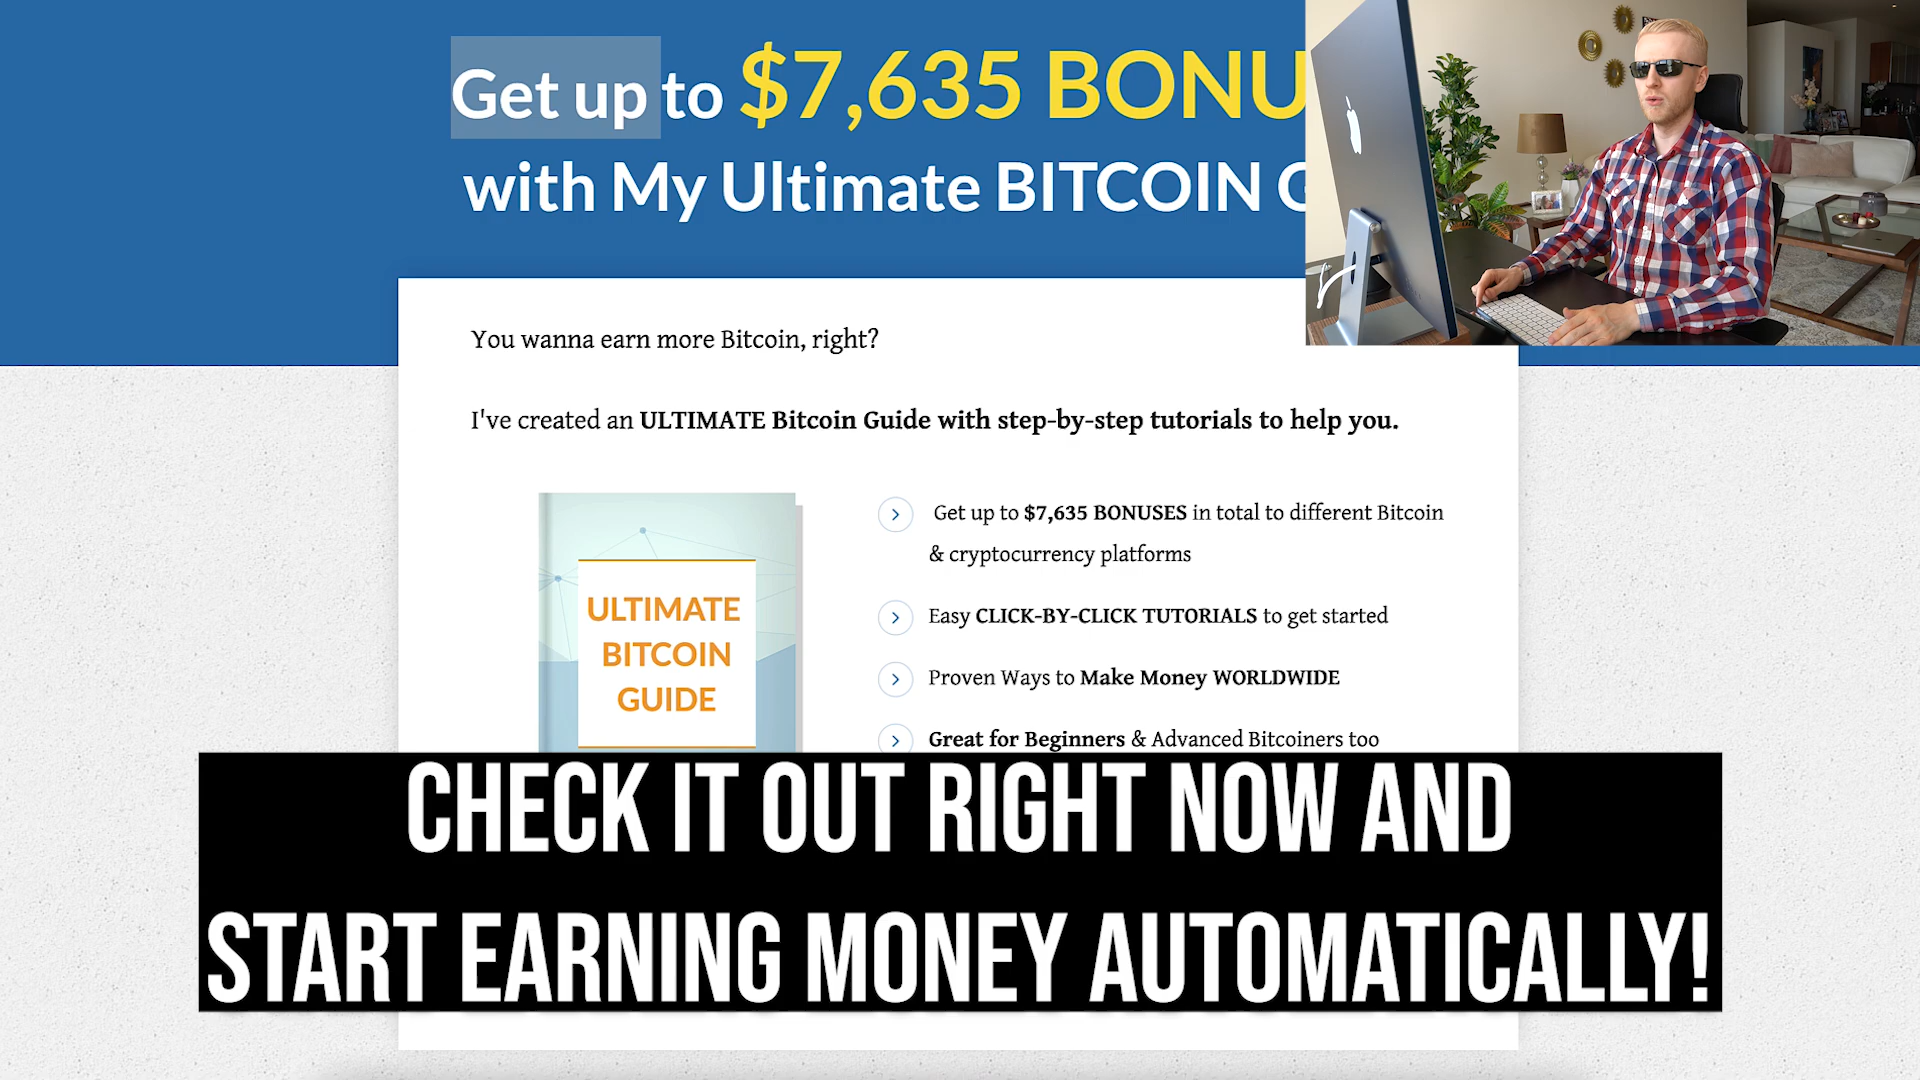 Get up to $7,635 BONU
with My Ultimate BITCOIN G
You wanna earn more Bitcoin, right?
I've created an ULTIMATE Bitcoin Guide with step-by-step tutorials to help you.
ULTIMATE
BITCOIN
GUIDE
Get up to $7,635 BONUSES in total to different Bitcoin
& cryptocurrency platforms
Easy CLICK-BY-CLICK TUTORIALS to get started
Proven Ways to Make Money WORLDWIDE
Great for Beginners & Advanced Bitcoiners too
CHECK IT OUT RIGHT NOW AND
START EARNING MONEY AUTOMATICALLY!